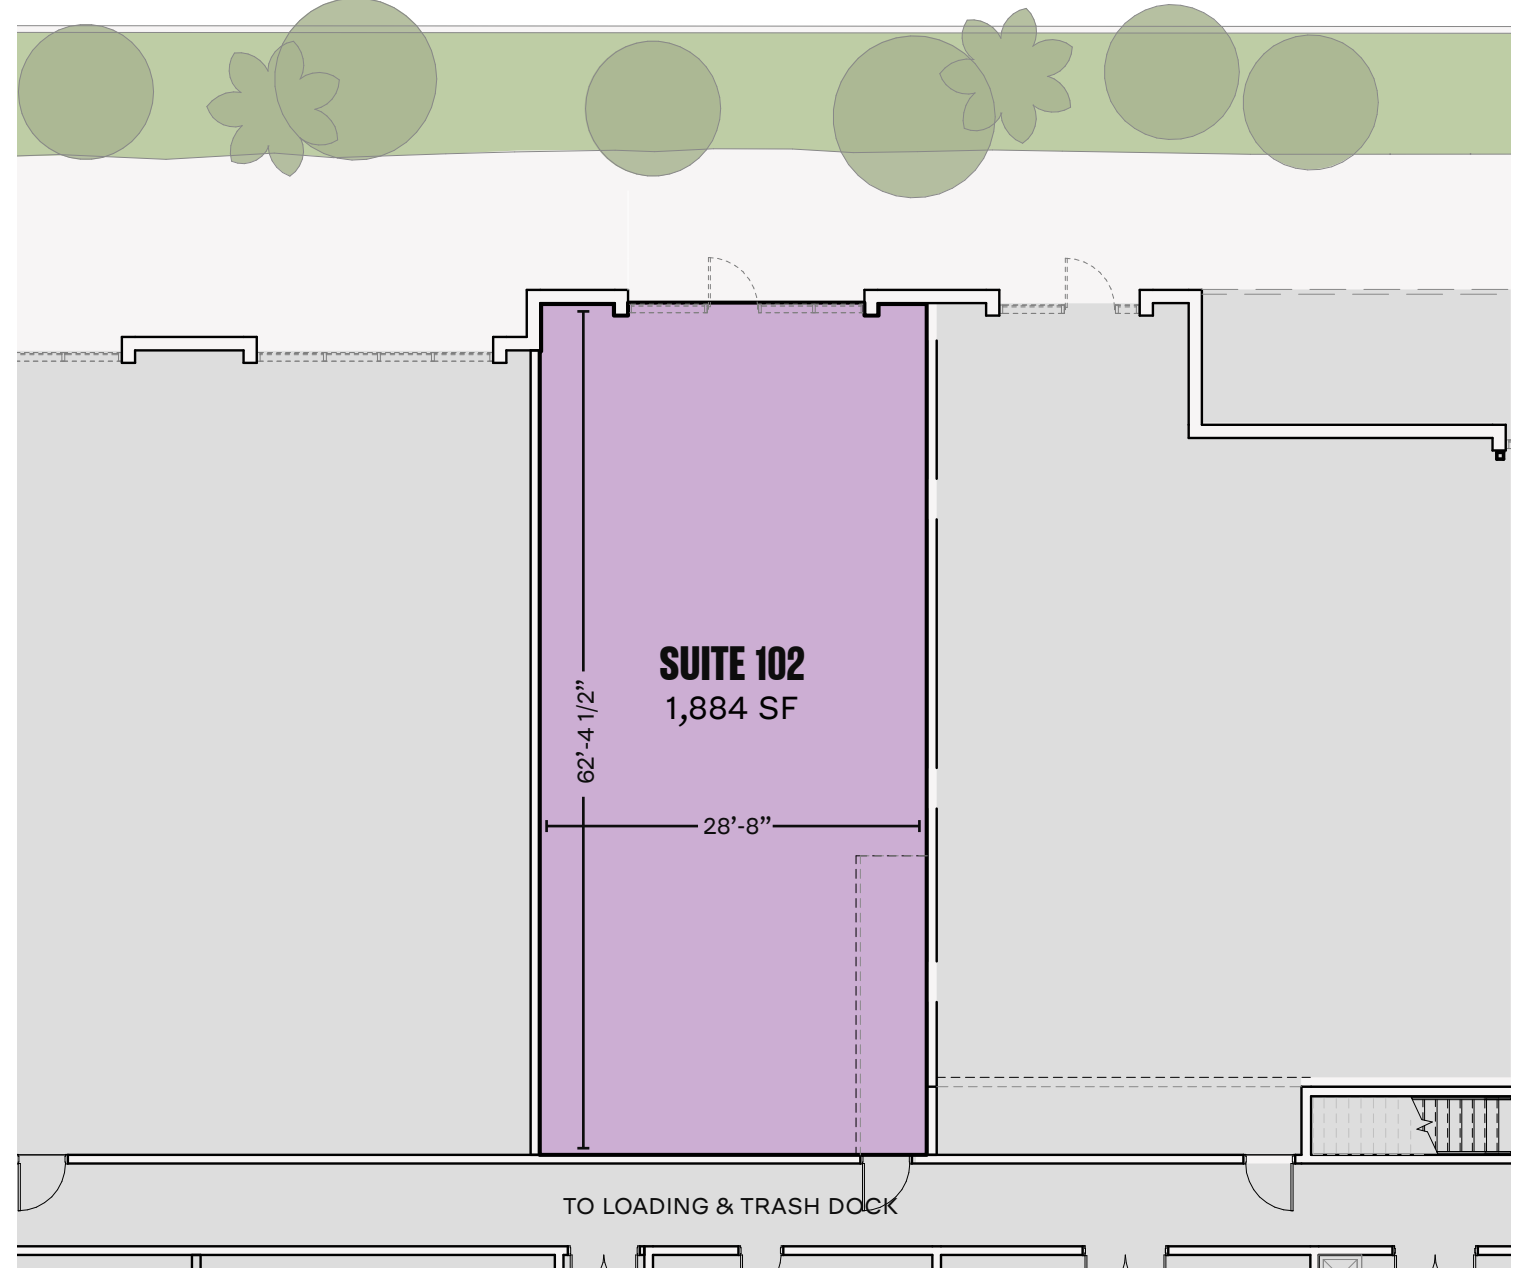 SUITE 102
1,884 SF
62’-4 1/2”
28’-8”
TO LOADING & TRASH DOCK